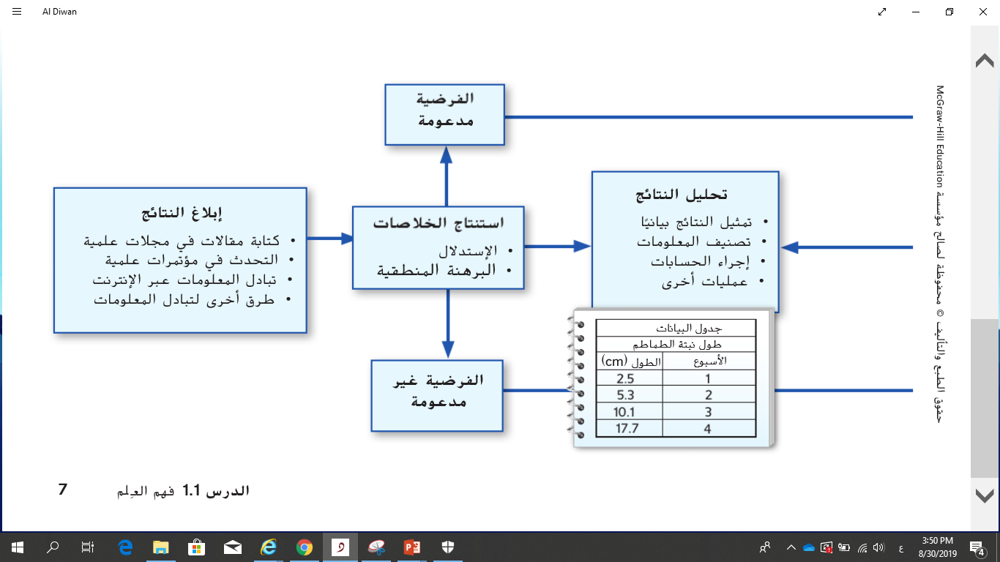 Al Diwan
الفرضية
مدعومة
تحليل النتائج
• تمثيل النتائج بيانيًا
• تصنيف المعلومات
• إجراء الحسابات
• عمليات أخرى
استنتاج الخلاصات
• الإستدلال
• البرهنة المنطقية
إبلاغ النتائج
• كتابة مقالات في مجلات علمية
• التحدث في مؤتمرات علمية
• تبادل المعلومات عبر الإنترنت
• طرق أخرى لتبادل المعلومات
الفرضية غير
مدعومة
جدول البيانات
طول نبتة الطماطم
الأسبوع الطول (cm)
1 2.5
2 5.3
3 10.1
4 17.7
حقوق الطبع والتأليف © محفوظة لصالح مؤسسة McGraw-Hill Education
الدرس 1.1 فهم العِلم 7
ع
3:50 PM
8/30/2019
4